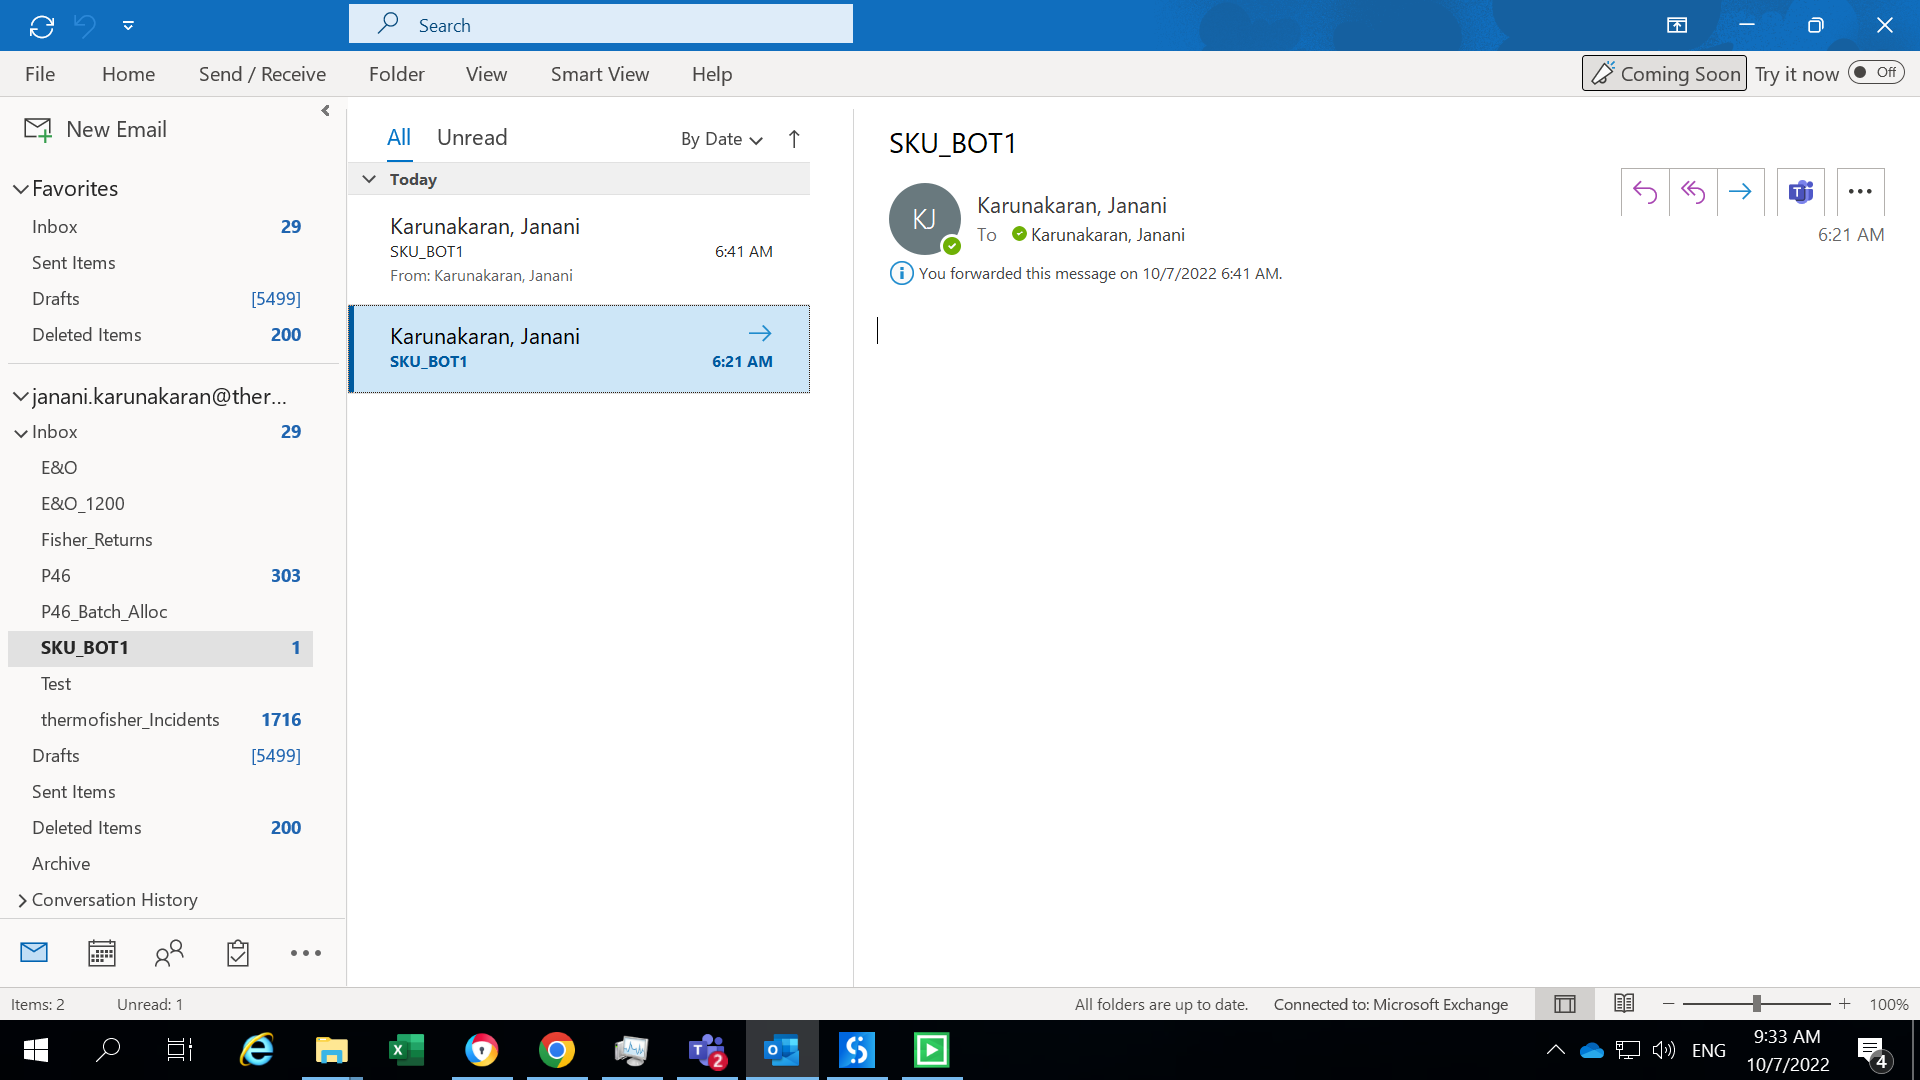 Search
File
Home
Send / Receive
Folder
View
Smart View
Help
Coming Soon
Try it now
Off
New Email
Favorites
Inbox 29
Sent Items
Drafts [5499]
Deleted Items 200
janani.karunakaran@ther...
Inbox 29
E&O
E&O_1200
Fisher_Returns
P46 303
P46_Batch_Alloc
SKU_BOT1 1
Test
thermofisher_Incidents 1716
Drafts [5499]
Sent Items
Deleted Items 200
Archive
Conversation History
All
Unread
By Date
Today
Karunakaran, Janani
SKU_BOT1 6:41 AM
From: Karunakaran, Janani
Karunakaran, Janani
SKU_BOT1 6:21 AM
SKU_BOT1
KJ
Karunakaran, Janani
To Karunakaran, Janani
6:21 AM
You forwarded this message on 10/7/2022 6:41 AM.
Items: 2
Unread: 1
All folders are up to date.
Connected to: Microsoft Exchange
100%
2
ENG
9:33 AM
10/7/2022
4